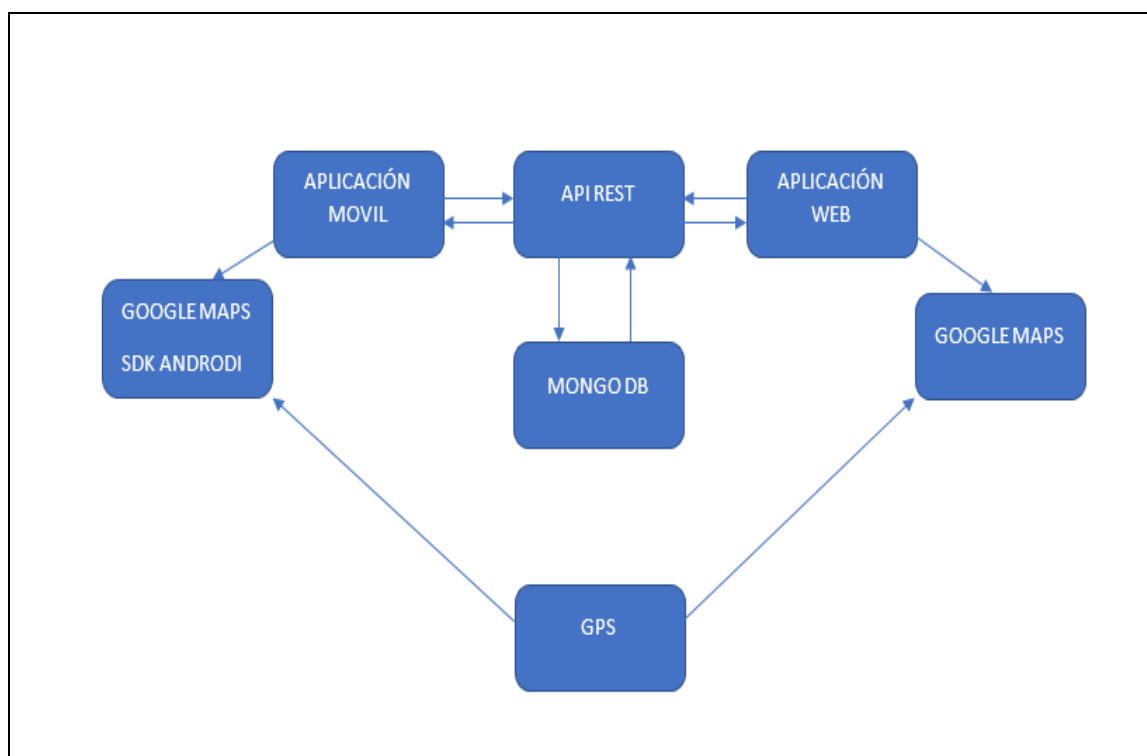 APLICACIÓN
MOVIL
API REST
APLICACIÓN
WEB
GOOGLE MAPS
SDK ANDRODI
MONGO DB
GOOGLE MAPS
GPS